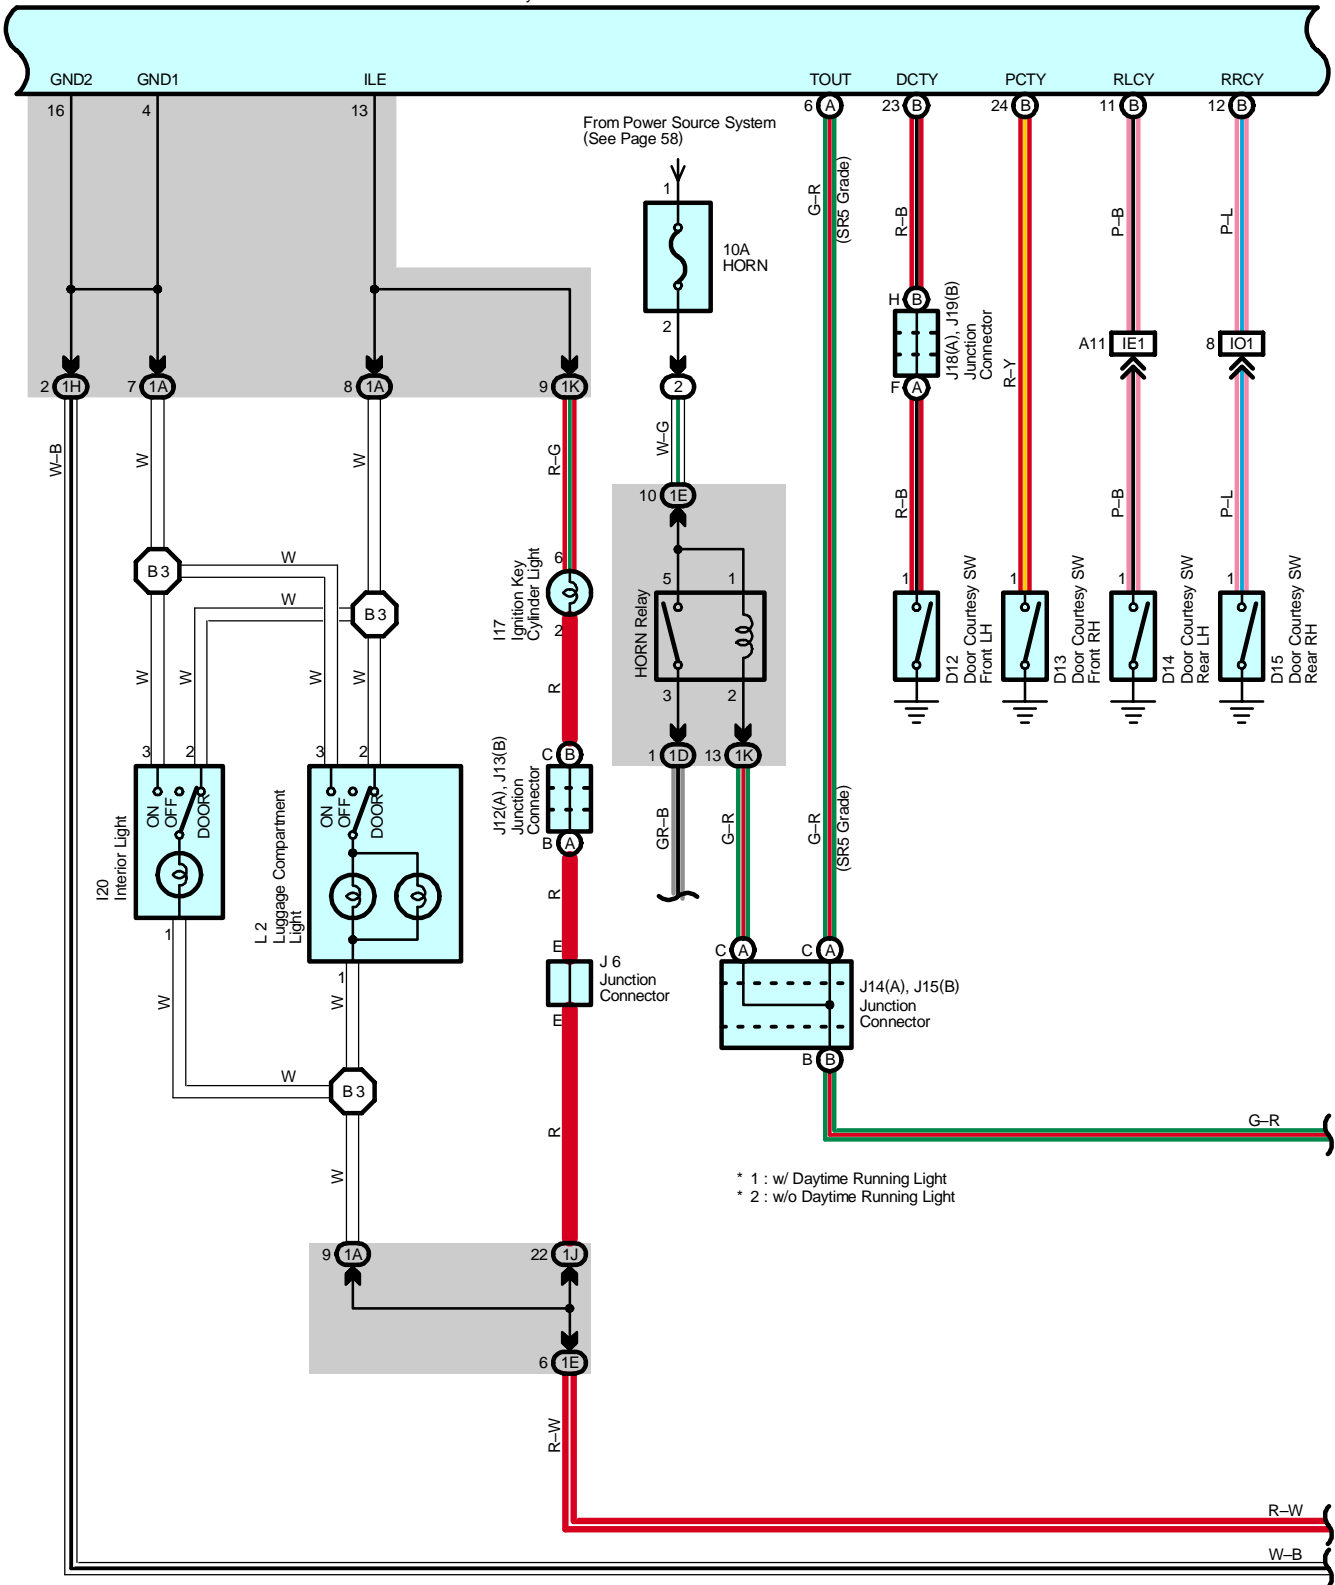 GND2 GND1 ILE TOUT DCTY PCTY RLCY RRCY
16 4 13 6 A 23 B 24 B 11 B 12 B
From Power Source System
(See Page 58)
1
10A
HORN
2
G–R
(SR5 Grade)
R–B
P–B
P–L
H B
J18(A), J19(B)
Junction
Connector
F A
A11 IE1
8 IO1
R–Y
2 1H 7 1A 8 1A 9 1K 2
W–B
W
W
R–G
W–G
10 1E
R–B
P–B
P–L
B 3
W
W
B 3
6
I17
Ignition Key
Cylinder Light
2
5 1
HORN Relay
3 2
1
D12
Door Courtesy SW
Front LH
1
D13
Door Courtesy SW
Front RH
1
D14
Door Courtesy SW
Rear LH
1
D15
Door Courtesy SW
Rear RH
W
W
W
W
R
3 2 3 2
C B
J12(A), J13(B)
Junction
Connector
B A
1 1D 13 1K
ON
OFF
DOOR
I20
Interior Light
1
ON
OFF
DOOR
L 2
Luggage Compartment
Light
1
GR–B
G–R
G–R
(SR5 Grade)
R
E
J 6
Junction
Connector
E
C A C A
J14(A), J15(B)
Junction
Connector
B B
W
W
W
B 3
R
G–R
W
* 1 : w/ Daytime Running Light
* 2 : w/o Daytime Running Light
9 1A 22 1J
6 1E
R–W
R–W
W–B